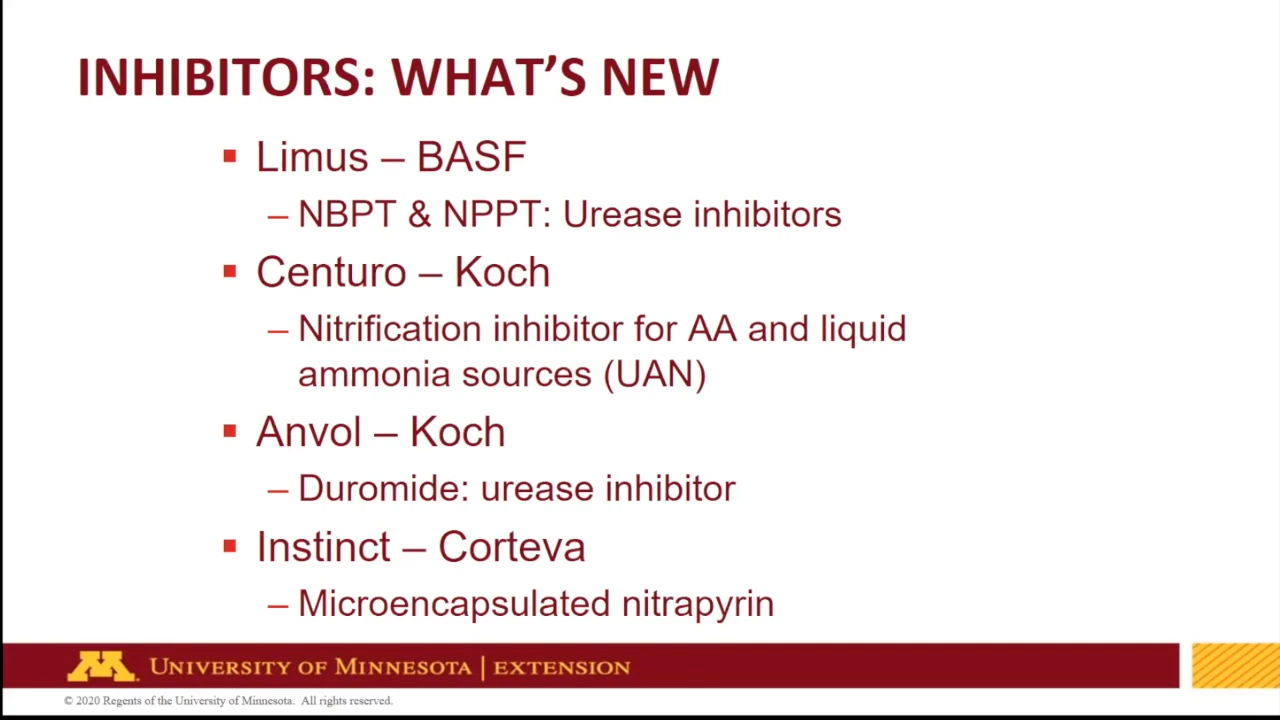 INHIBITORS: WHAT'S NEW
▪ Limus – BASF
– NBPT & NPPT: Urease inhibitors
▪ Centuro – Koch
– Nitrification inhibitor for AA and liquid
ammonia sources (UAN)
▪ Anvol – Koch
– Duromide: urease inhibitor
▪ Instinct – Corteva
– Microencapsulated nitrapyrin
M UNIVERSITY OF MINNESOTA | EXTENSION
© 2020 Regents of the University of Minnesota. All rights reserved.